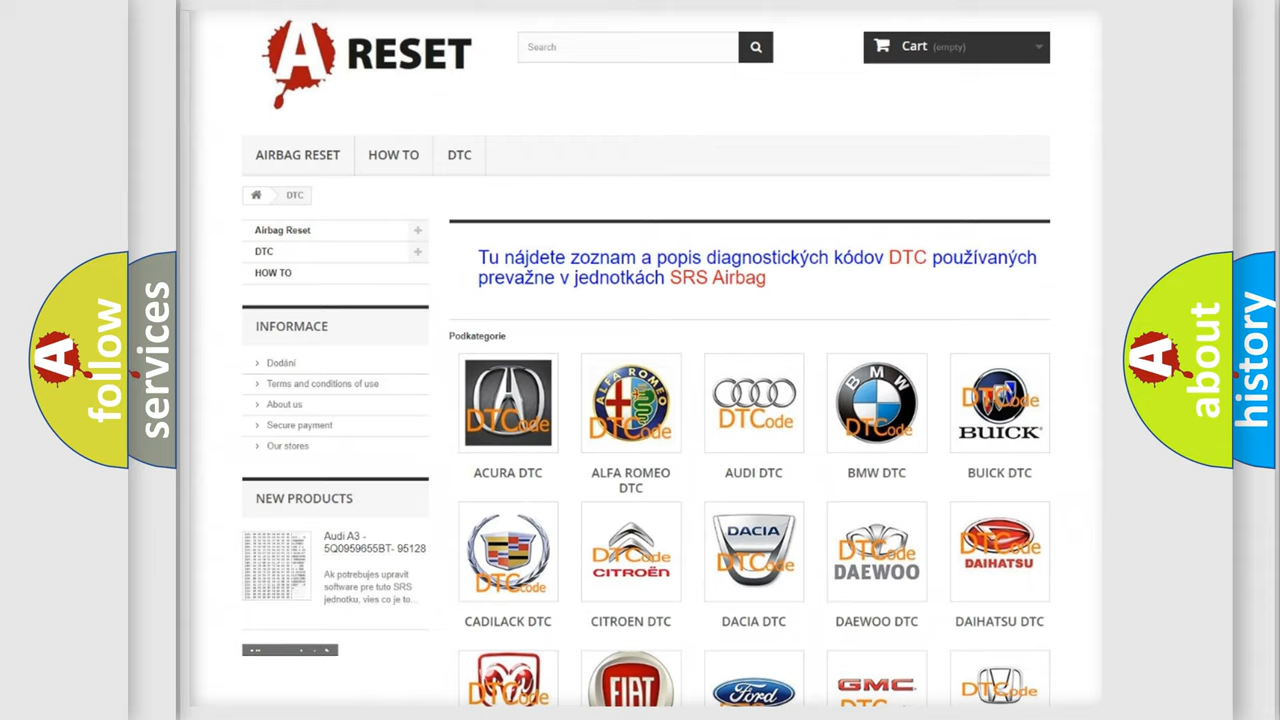 A RESET
Search
Cart (empty)
AIRBAG RESET
HOW TO
DTC
DTC
Airbag Reset
DTC
HOW TO
Tu nájdete zoznam a popis diagnostických kódov DTC používaných
prevažne v jednotkách SRS Airbag
INFORMACE
Dodání
Terms and conditions of use
About us
Secure payment
Our stores
Podkategorie
DTCode
ALFA ROMEO
DTCode
DTCode
BMW
DTCode
DTCode
BUICK
ACURA DTC
ALFA ROMEO
DTC
AUDI DTC
BMW DTC
BUICK DTC
NEW PRODUCTS
Audi A3 -
5Q0959655BT- 95128
Ak potrebujes upravit
software pre tuto SRS
jednotku, vies co je to...
DTCode
DTCode
CITROËN
DACIA
DTCode
DTCode
DAEWOO
DTCode
DAIHATSU
CADILACK DTC
CITROEN DTC
DACIA DTC
DAEWOO DTC
DAIHATSU DTC
DTCode
FIAT
Ford
GMC
DTCode
A follow
services
A about
history